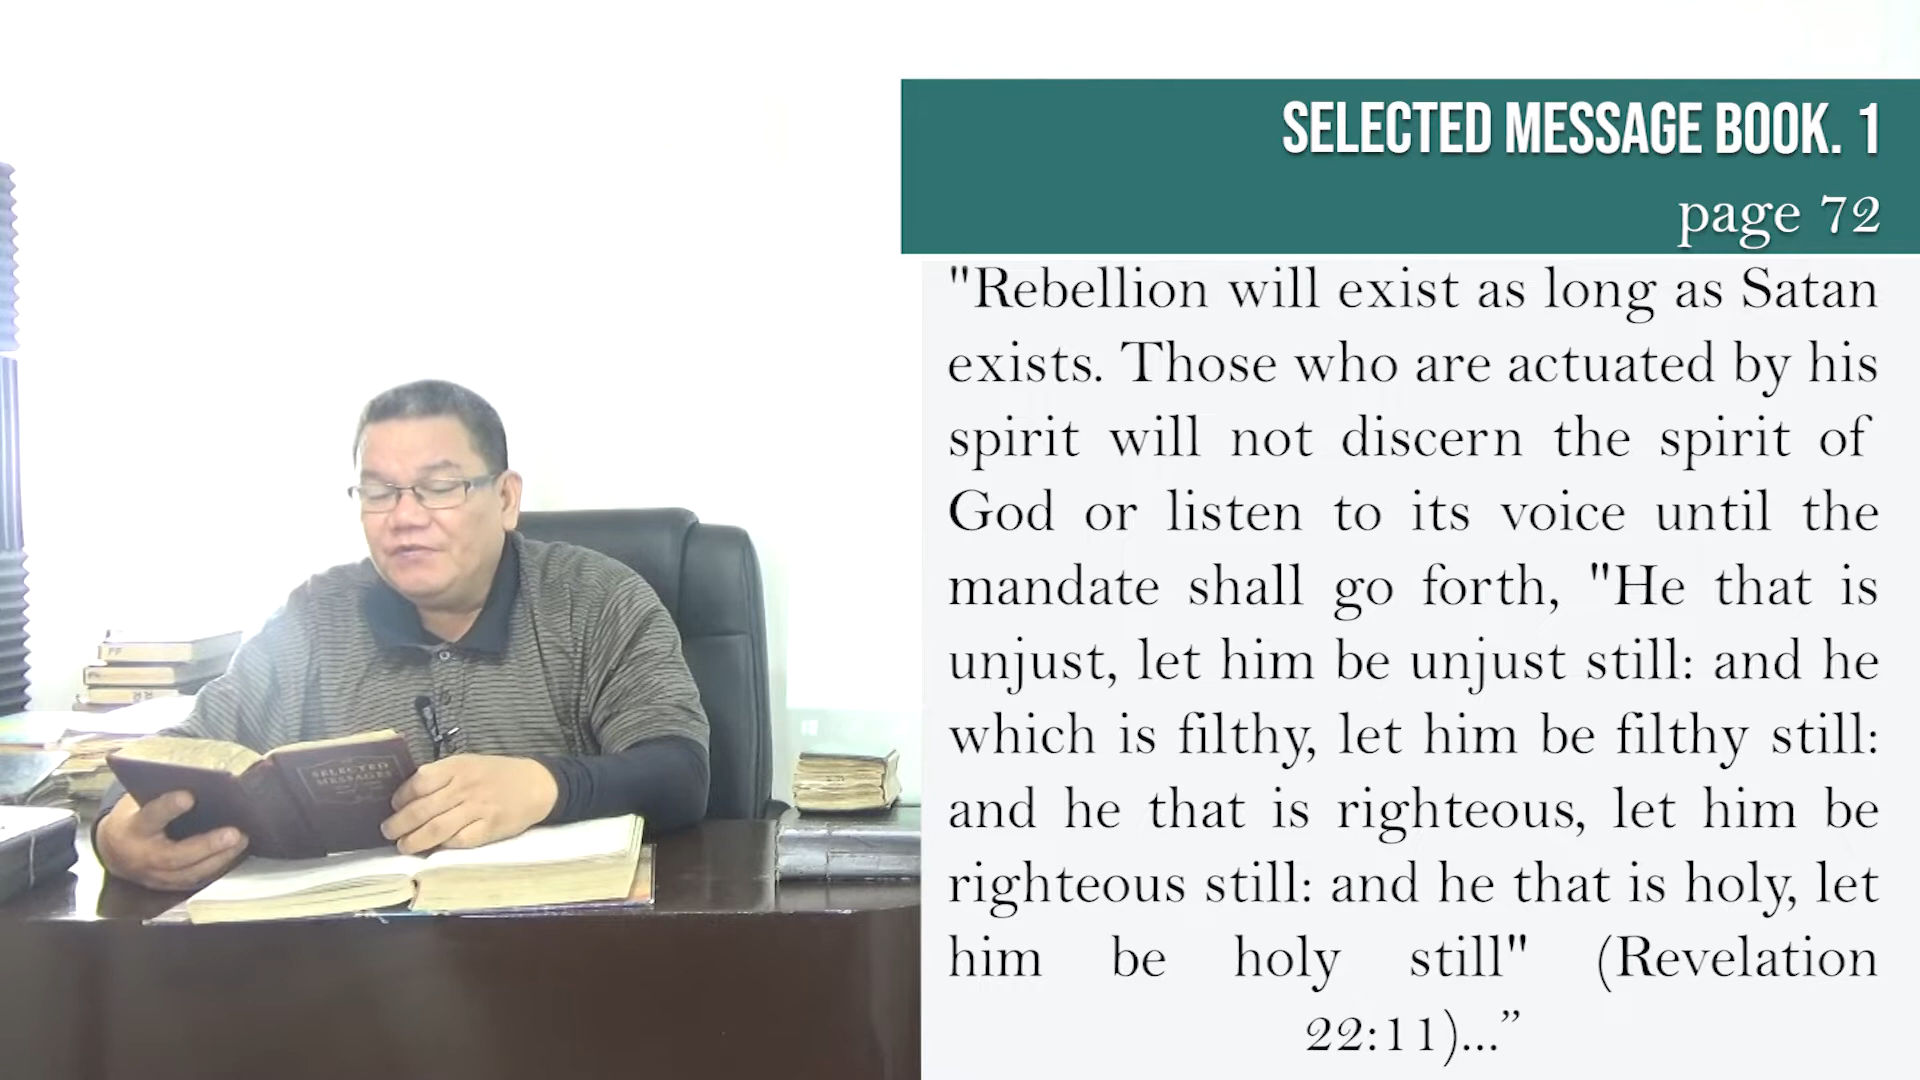 SELECTED MESSAGE BOOK. 1
page 72
"Rebellion will exist as long as Satan
exists. Those who are actuated by his
spirit will not discern the spirit of
God or listen to its voice until the
mandate shall go forth, "He that is
unjust, let him be unjust still: and he
which is filthy, let him be filthy still:
and he that is righteous, let him be
righteous still: and he that is holy, let
him be holy still" (Revelation
22:11)...”
SELECTED
MESSAGES